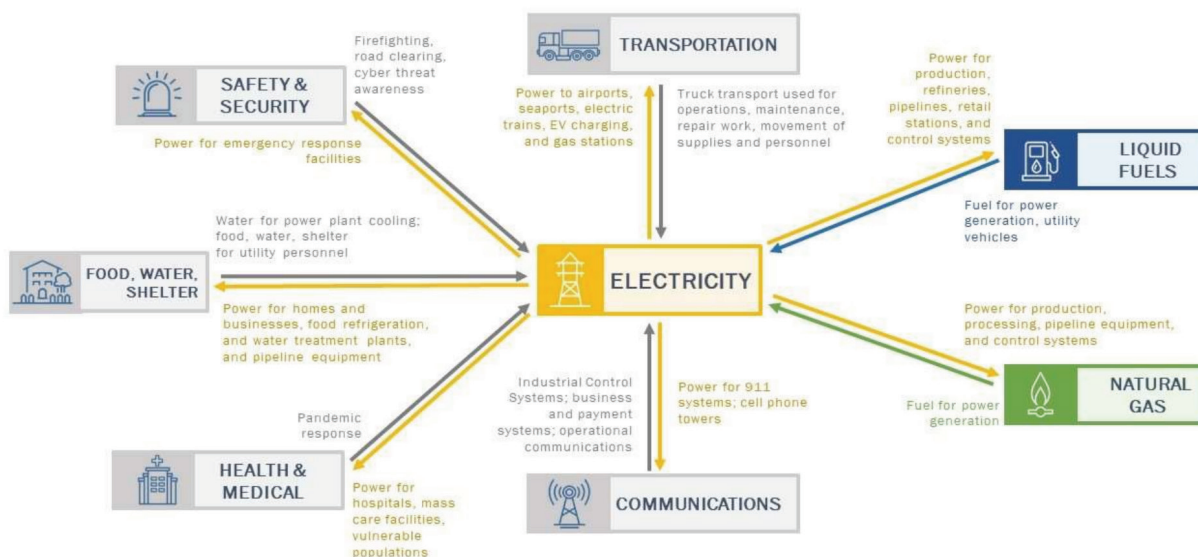 Firefighting,
road clearing,
cyber threat
awareness
SAFETY &
SECURITY
Power for emergency response
facilities
TRANSPORTATION
Power to airports,
seaports, electric
trains, EV charging,
and gas stations
Truck transport used for
operations, maintenance,
repair work, movement of
supplies and personnel
Power for
production,
refineries,
pipelines, retail
stations, and
control systems
LIQUID
FUELS
Fuel for power
generation, utility
vehicles
Water for power plant cooling;
food, water, shelter
for utility personnel
FOOD, WATER,
SHELTER
Power for homes and
businesses, food refrigeration,
and water treatment plants,
and pipeline equipment
ELECTRICITY
Power for production,
processing, pipeline equipment,
and control systems
NATURAL
GAS
Fuel for power
generation
Pandemic
response
HEALTH &
MEDICAL
Power for
hospitals, mass
care facilities,
vulnerable
populations
Industrial Control
Systems; business
and payment
systems; operational
communications
Power for 911
systems; cell phone
towers
COMMUNICATIONS